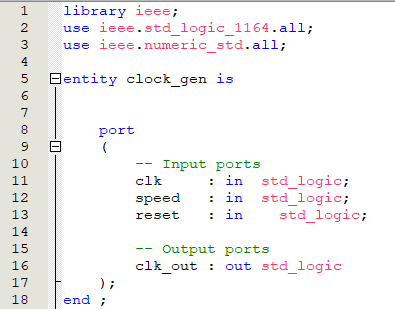 1 library ieee;
2 use ieee.std_logic_1164.all;
3 use ieee.numeric_std.all;
4
5 entity clock_gen is
6
7
8 port
9 (
10 -- Input ports
11 clk : in std_logic;
12 speed : in std_logic;
13 reset : in std_logic;
14
15 -- Output ports
16 clk_out : out std_logic
17 );
18 end ;